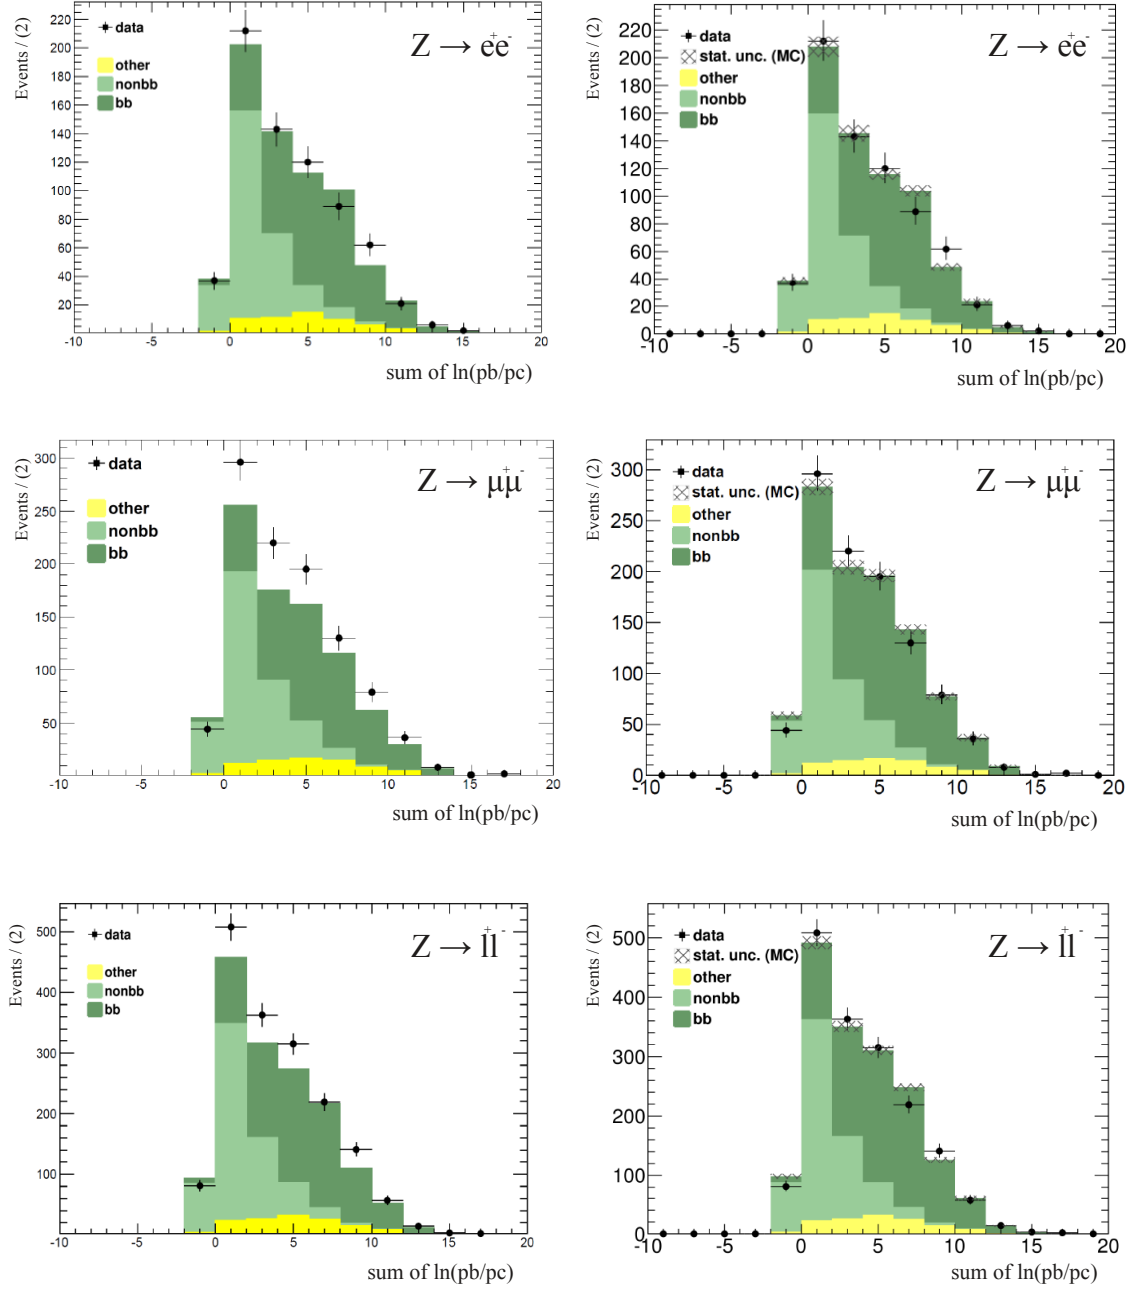 Events / (2)
220
200
180
160
140
120
100
80
60
40
20
data
other
nonbb
bb
Z → e⁺e⁻
-10 -5 0 5 10 15 20
sum of ln(pb/pc)
Events / (2)
220
200
180
160
140
120
100
80
60
40
20
0
data
stat. unc. (MC)
other
nonbb
bb
Z → e⁺e⁻
-10 -5 0 5 10 15 20
sum of ln(pb/pc)
Events / (2)
300
250
200
150
100
50
data
other
nonbb
bb
Z → μ⁺μ⁻
-10 -5 0 5 10 15 20
sum of ln(pb/pc)
Events / (2)
300
250
200
150
100
50
0
data
stat. unc. (MC)
other
nonbb
bb
Z → μ⁺μ⁻
-10 -5 0 5 10 15 20
sum of ln(pb/pc)
Events / (2)
500
400
300
200
100
data
other
nonbb
bb
Z → l⁺l⁻
-10 -5 0 5 10 15 20
sum of ln(pb/pc)
Events / (2)
500
400
300
200
100
0
data
stat. unc. (MC)
other
nonbb
bb
Z → l⁺l⁻
-10 -5 0 5 10 15 20
sum of ln(pb/pc)